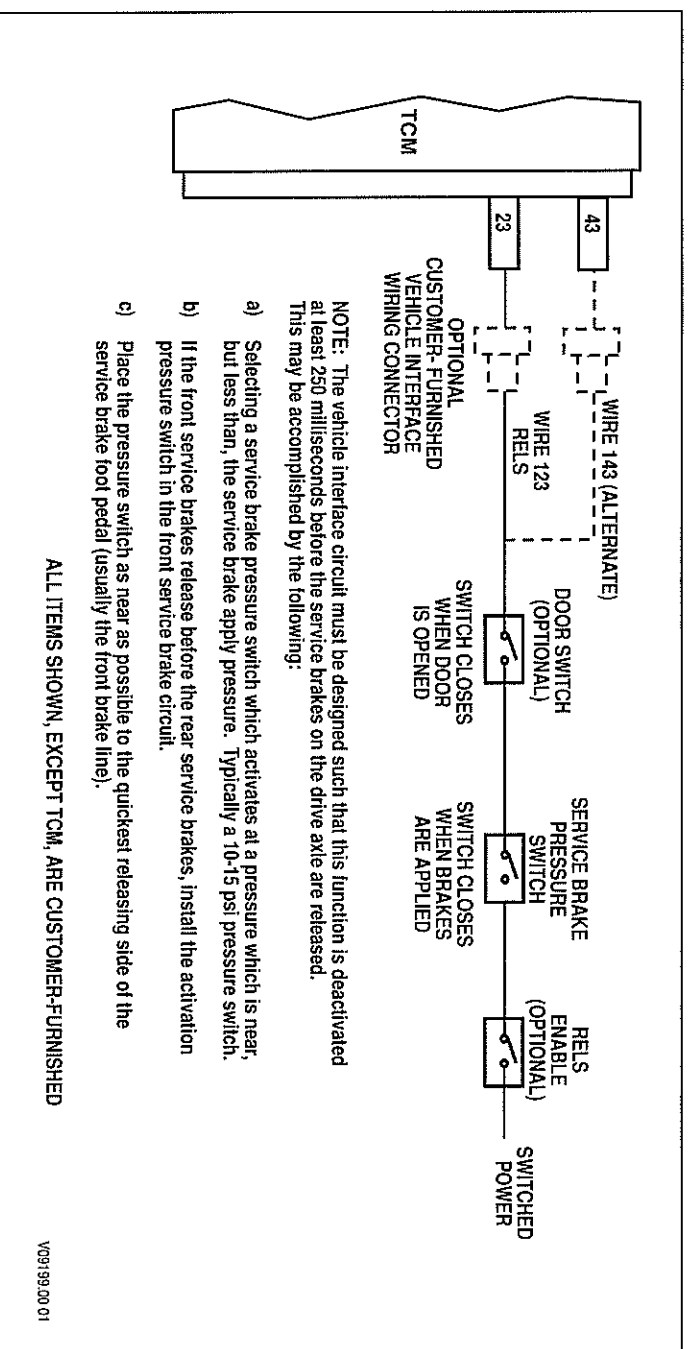 TCM
43
23
WIRE 143 (ALTERNATE)
WIRE 123
RELS
OPTIONAL
CUSTOMER- FURNISHED
VEHICLE INTERFACE
WIRING CONNECTOR
DOOR SWITCH
(OPTIONAL)
SWITCH CLOSES
WHEN DOOR
IS OPENED
SERVICE BRAKE
PRESSURE
SWITCH
SWITCH CLOSES
WHEN BRAKES
ARE APPLIED
RELS
ENABLE
(OPTIONAL)
SWITCHED
POWER
NOTE: The vehicle interface circuit must be designed such that this function is deactivated
at least 250 milliseconds before the service brakes on the drive axle are released.
This may be accomplished by the following:
a) Selecting a service brake pressure switch which activates at a pressure which is near,
but less than, the service brake apply pressure. Typically a 10-15 psi pressure switch.
b) If the front service brakes release before the rear service brakes, install the activation
pressure switch in the front service brake circuit.
c) Place the pressure switch as near as possible to the quickest releasing side of the
service brake foot pedal (usually the front brake line).
ALL ITEMS SHOWN, EXCEPT TCM, ARE CUSTOMER-FURNISHED
V09199.00 01